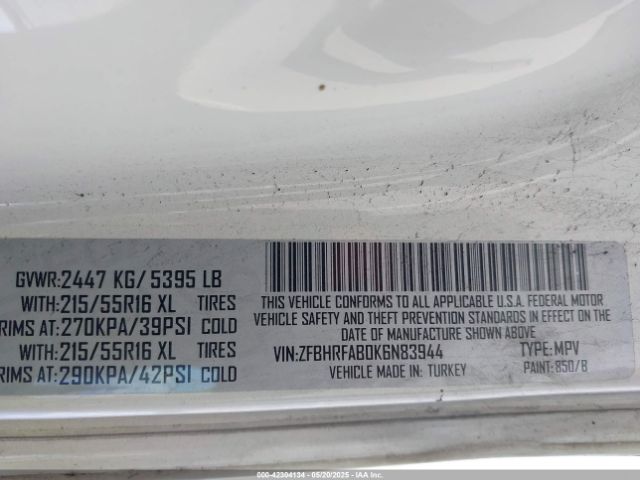 GVWR:2447 KG/ 5395 LB
WITH:215/55R16 XL TIRES
RIMS AT:270KPA/39PSI COLD
WITH:215/55R16 XL TIRES
RIMS AT:290KPA/42PSI COLD
THIS VEHICLE CONFORMS TO ALL APPLICABLE U.S.A. FEDERAL MOTOR
VEHICLE SAFETY AND THEFT PREVENTION STANDARDS IN EFFECT ON THE
DATE OF MANUFACTURE SHOWN ABOVE
VIN:ZFBHRFAB0K6N83944 TYPE:MPV
VEHICLE MADE IN: TURKEY PAINT:850/B
000-42304134 - 05/20/2025 - IAA Inc.